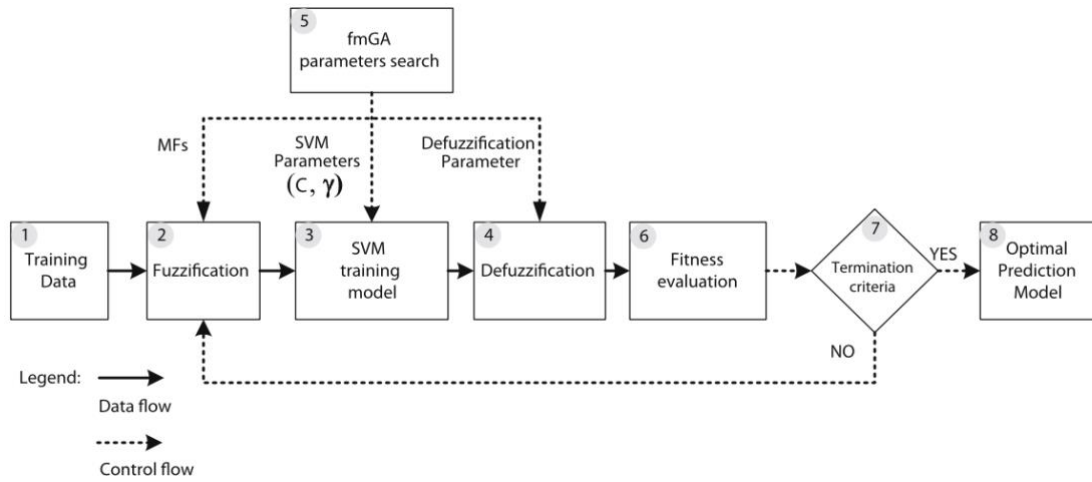 5
fmGA
parameters search
MFs
SVM
Parameters
(C, γ)
Defuzzification
Parameter
1
Training
Data
2
Fuzzification
3
SVM
training
model
4
Defuzzification
6
Fitness
evaluation
7
Termination
criteria
YES
8
Optimal
Prediction
Model
NO
Legend:
Data flow
Control flow